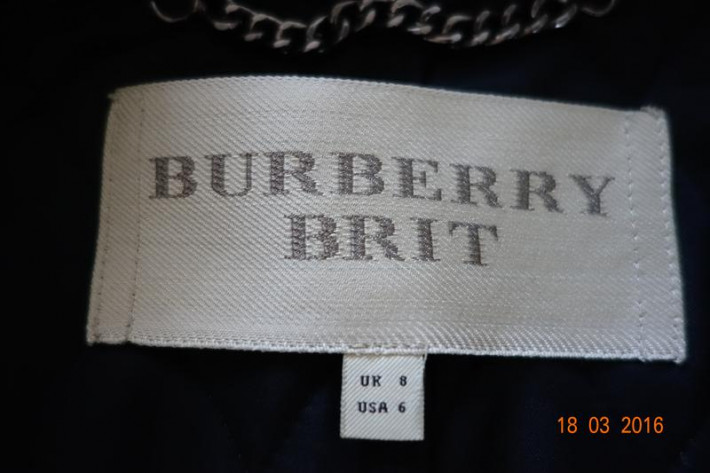 BURBERRY
BRIT
UK 8
USA 6
18 03 2016